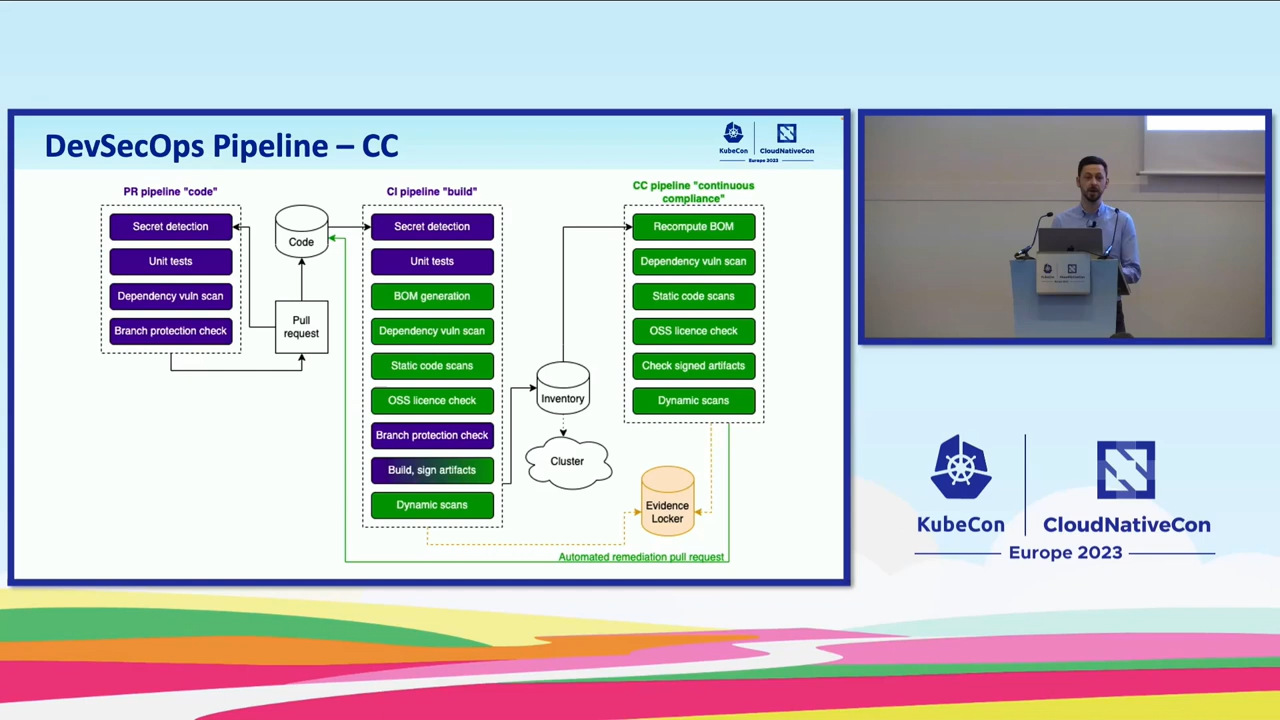 DevSecOps Pipeline – CC
KubeCon
CloudNativeCon
Europe 2023
PR pipeline "code"
Secret detection
Unit tests
Dependency vuln scan
Branch protection check
Code
Pull
request
CI pipeline "build"
Secret detection
Unit tests
BOM generation
Dependency vuln scan
Static code scans
OSS licence check
Branch protection check
Build, sign artifacts
Dynamic scans
Inventory
Cluster
CC pipeline "continuous
compliance"
Recompute BOM
Dependency vuln scan
Static code scans
OSS licence check
Check signed artifacts
Dynamic scans
Evidence
Locker
Automated remediation pull request
KubeCon
CloudNativeCon
Europe 2023